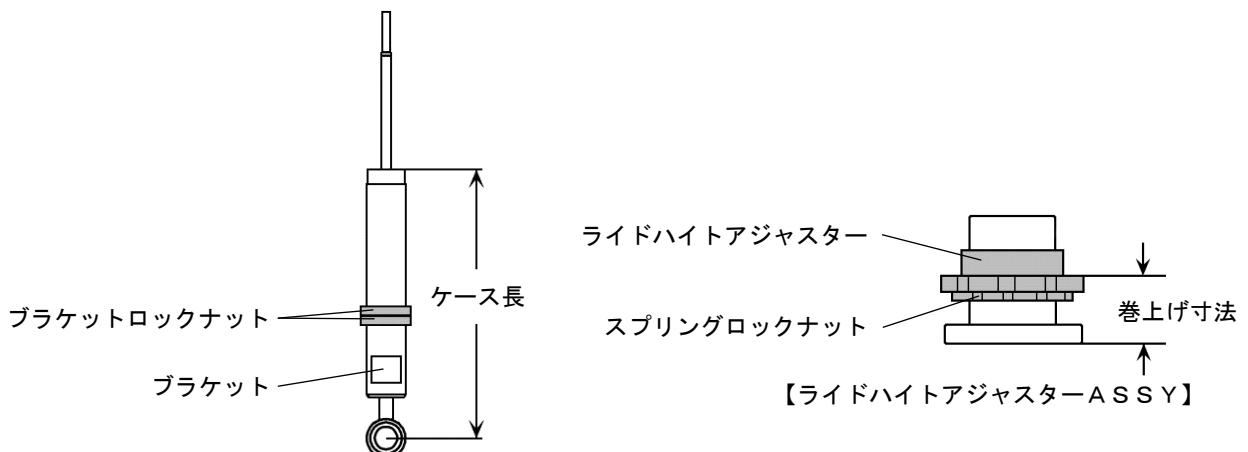 ケース長
ブラケットロックナット
ブラケット
ライドハイトアジャスター
スプリングロックナット
巻上げ寸法
【ライドハイトアジャスターＡＳＳＹ】